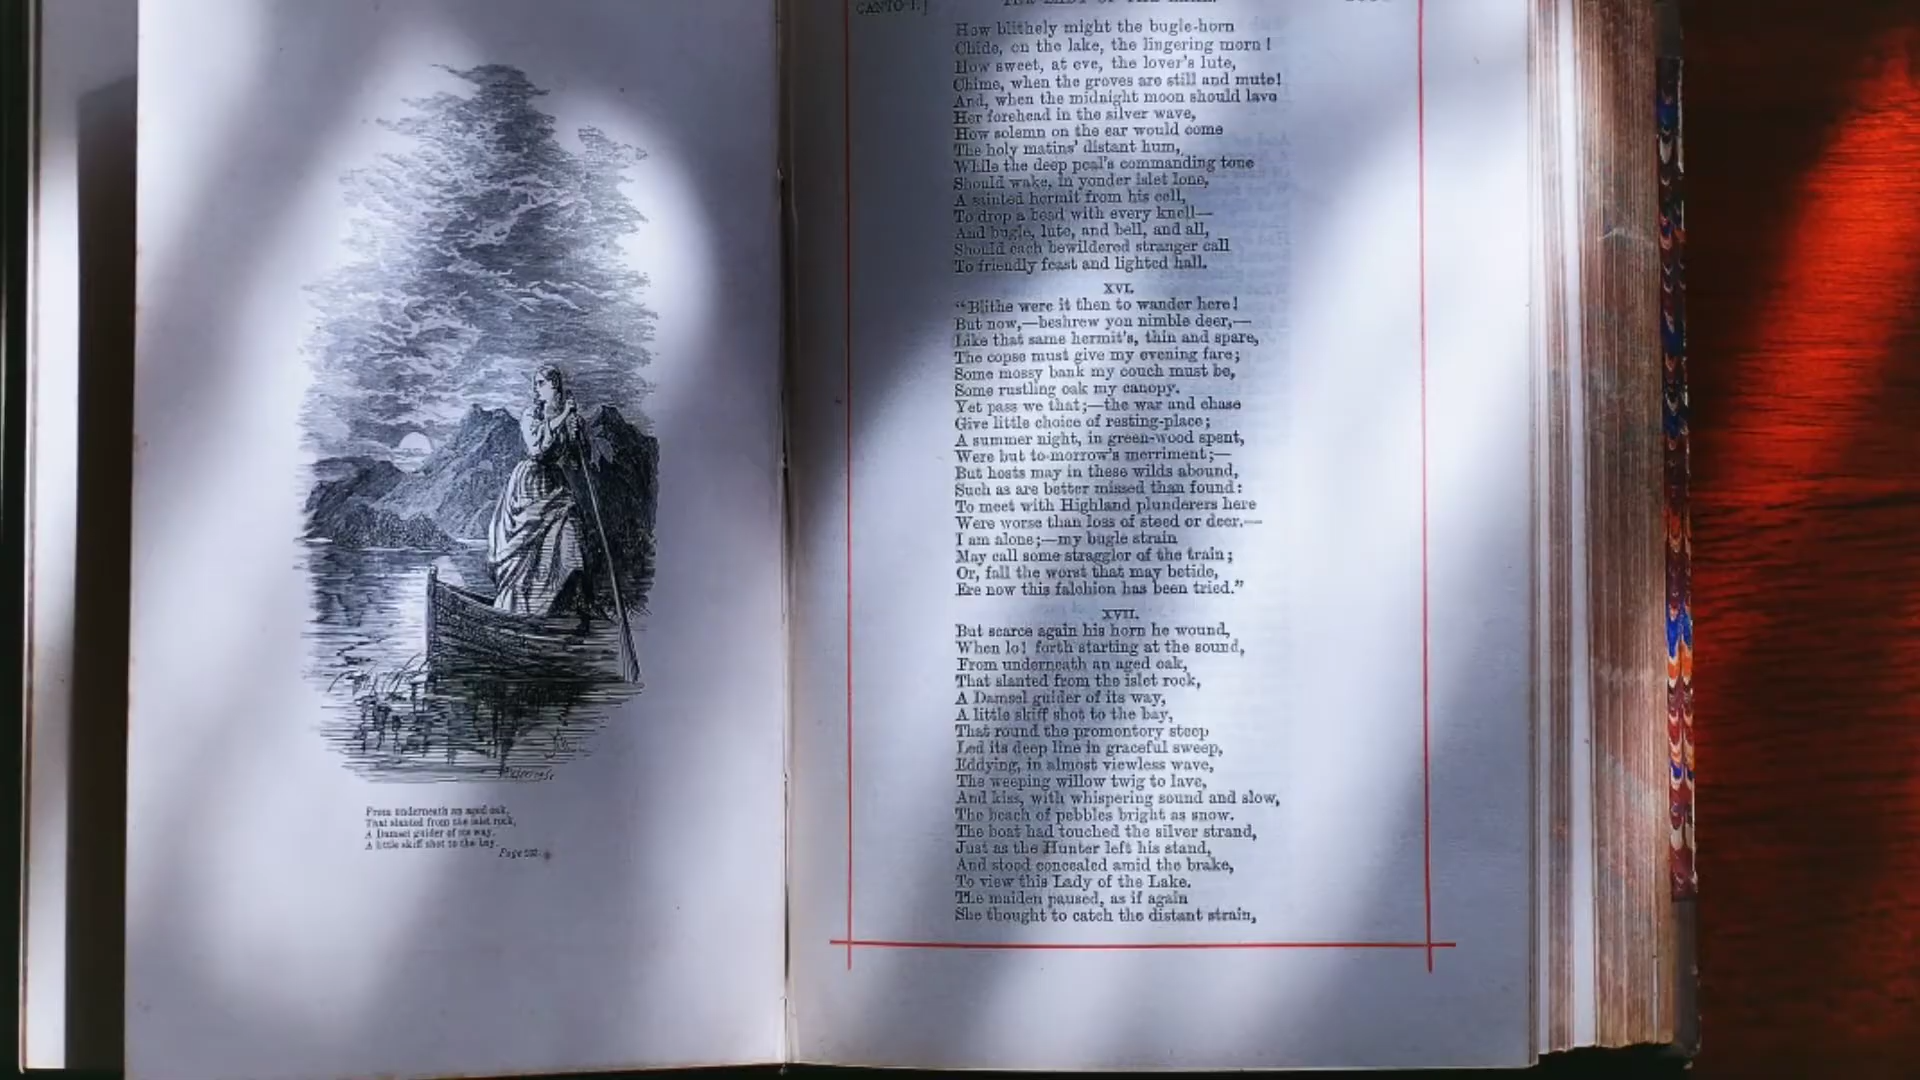 From underneath an aged oak,
That slanted from the islet rock,
A Damsel guider of its way,
A little skiff shot to the bay.
Page
CANTO I.]
THE LADY OF THE LAKE.
How blithely might the bugle-horn
Chide, on the lake, the lingering morn!
How sweet, at eve, the lover's lute,
Chime, when the groves are still and mute!
And, when the midnight moon should lave
Her forehead in the silver wave,
How solemn on the ear would come
The holy matins' distant hum,
While the deep peal's commanding tone
Should wake, in yonder islet lone,
A sainted hermit from his cell,
To drop a bead with every knell—
And bugle, lute, and bell, and all,
Should each bewildered stranger call
To friendly feast and lighted hall.
XVI.
“Blithe were it then to wander here!
But now,—beshrew yon nimble deer,—
Like that same hermit's, thin and spare,
The copse must give my evening fare;
Some mossy bank my couch must be,
Some rustling oak my canopy.
Yet pass we that;—the war and chase
Give little choice of resting-place;
A summer night, in green-wood spent,
Were but to-morrow's merriment;—
But hosts may in these wilds abound,
Such as are better missed than found:
To meet with Highland plunderers here
Were worse than loss of steed or deer.—
I am alone;—my bugle strain
May call some straggler of the train;
Or, fall the worst that may betide,
Ere now this falchion has been tried.”
XVII.
But scarce again his horn he wound,
When lo! forth starting at the sound,
From underneath an aged oak,
That slanted from the islet rock,
A Damsel guider of its way,
A little skiff shot to the bay,
That round the promontory steep
Led its deep line in graceful sweep,
Eddying, in almost viewless wave,
The weeping willow twig to lave,
And kiss, with whispering sound and slow,
The beach of pebbles bright as snow.
The boat had touched the silver strand,
Just as the Hunter left his stand,
And stood concealed amid the brake,
To view this Lady of the Lake.
The maiden paused, as if again
She thought to catch the distant strain,